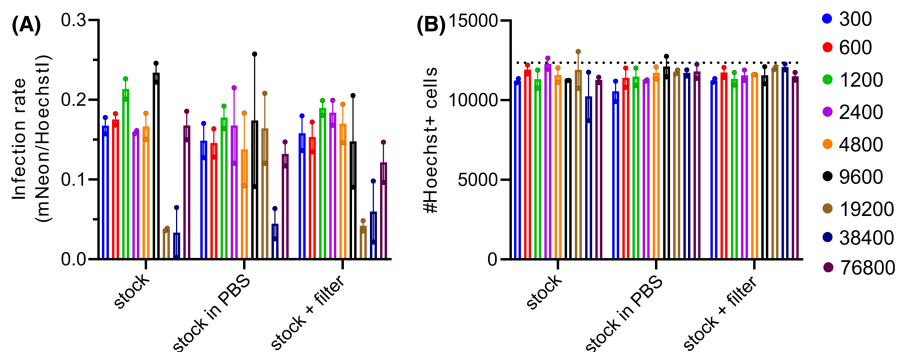 (A)
Infection rate
(mNeon/HoechstI)
0.3
0.2
0.1
0.0
stock
stock in PBS
stock + filter
(B)
#Hoechst+ cells
15000
10000
5000
0
stock
stock in PBS
stock + filter
300
600
1200
2400
4800
9600
19200
38400
76800